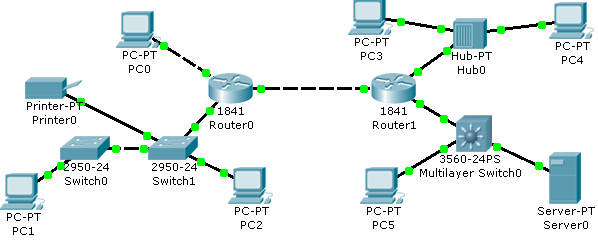 PC-PT
PC0
PC-PT
PC3
Hub-PT
Hub0
PC-PT
PC4
Printer-PT
Printer0
1841
Router0
1841
Router1
2950-24
Switch0
2950-24
Switch1
3560-24PS
Multilayer Switch0
PC-PT
PC1
PC-PT
PC2
PC-PT
PC5
Server-PT
Server0